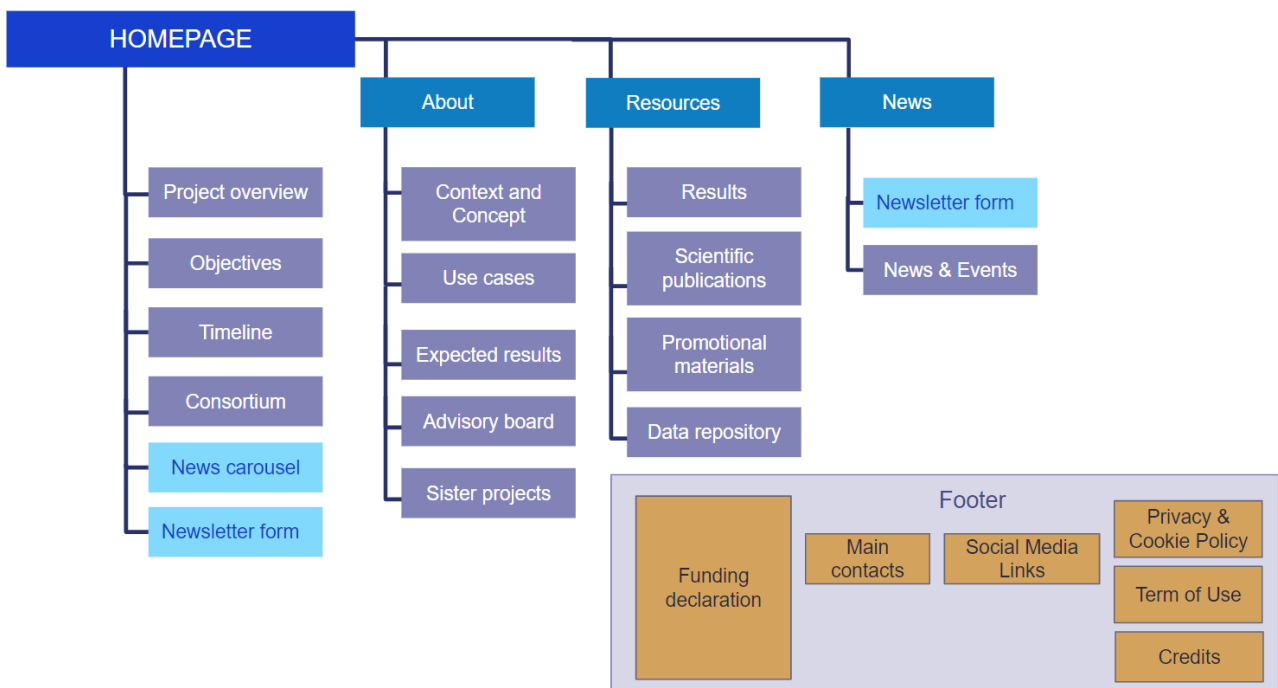 HOMEPAGE
About
Resources
News
Project overview
Objectives
Timeline
Consortium
News carousel
Newsletter form
Context and
Concept
Use cases
Expected results
Advisory board
Sister projects
Results
Scientific
publications
Promotional
materials
Data repository
Newsletter form
News & Events
Footer
Funding
declaration
Main
contacts
Social Media
Links
Privacy &
Cookie Policy
Term of Use
Credits